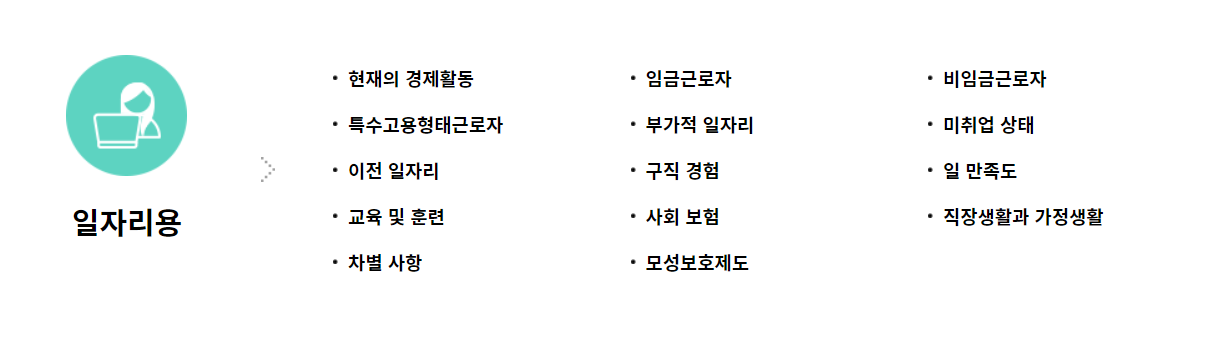 일자리용
• 현재의 경제활동
• 특수고용형태근로자
• 이전 일자리
• 교육 및 훈련
• 차별 사항
• 임금근로자
• 부가적 일자리
• 구직 경험
• 사회 보험
• 모성보호제도
• 비임금근로자
• 미취업 상태
• 일 만족도
• 직장생활과 가정생활